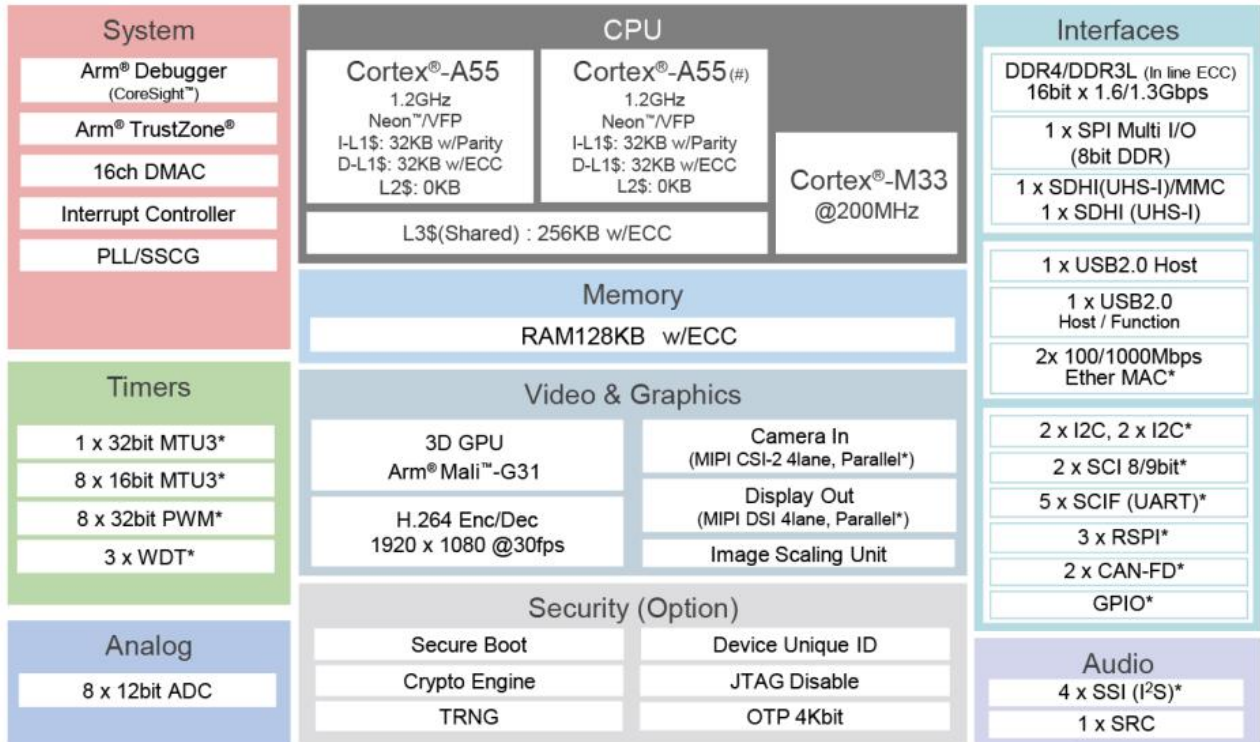 System
Arm® Debugger
(CoreSight™)
Arm® TrustZone®
16ch DMAC
Interrupt Controller
PLL/SSCG
Timers
1 x 32bit MTU3*
8 x 16bit MTU3*
8 x 32bit PWM*
3 x WDT*
Analog
8 x 12bit ADC
CPU
Cortex®-A55
1.2GHz
Neon™/VFP
I-L1$: 32KB w/Parity
D-L1$: 32KB w/ECC
L2$: 0KB
Cortex®-A55(#)
1.2GHz
Neon™/VFP
I-L1$: 32KB w/Parity
D-L1$: 32KB w/ECC
L2$: 0KB
L3$(Shared) : 256KB w/ECC
Cortex®-M33
@200MHz
Memory
RAM128KB w/ECC
Video & Graphics
3D GPU
Arm® Mali™-G31
H.264 Enc/Dec
1920 x 1080 @30fps
Camera In
(MIPI CSI-2 4lane, Parallel*)
Display Out
(MIPI DSI 4lane, Parallel*)
Image Scaling Unit
Security (Option)
Secure Boot
Crypto Engine
TRNG
Device Unique ID
JTAG Disable
OTP 4Kbit
Interfaces
DDR4/DDR3L (In line ECC)
16bit x 1.6/1.3Gbps
1 x SPI Multi I/O
(8bit DDR)
1 x SDHI(UHS-I)/MMC
1 x SDHI (UHS-I)
1 x USB2.0 Host
1 x USB2.0
Host / Function
2x 100/1000Mbps
Ether MAC*
2 x I2C, 2 x I2C*
2 x SCI 8/9bit*
5 x SCIF (UART)*
3 x RSPI*
2 x CAN-FD*
GPIO*
Audio
4 x SSI (I²S)*
1 x SRC